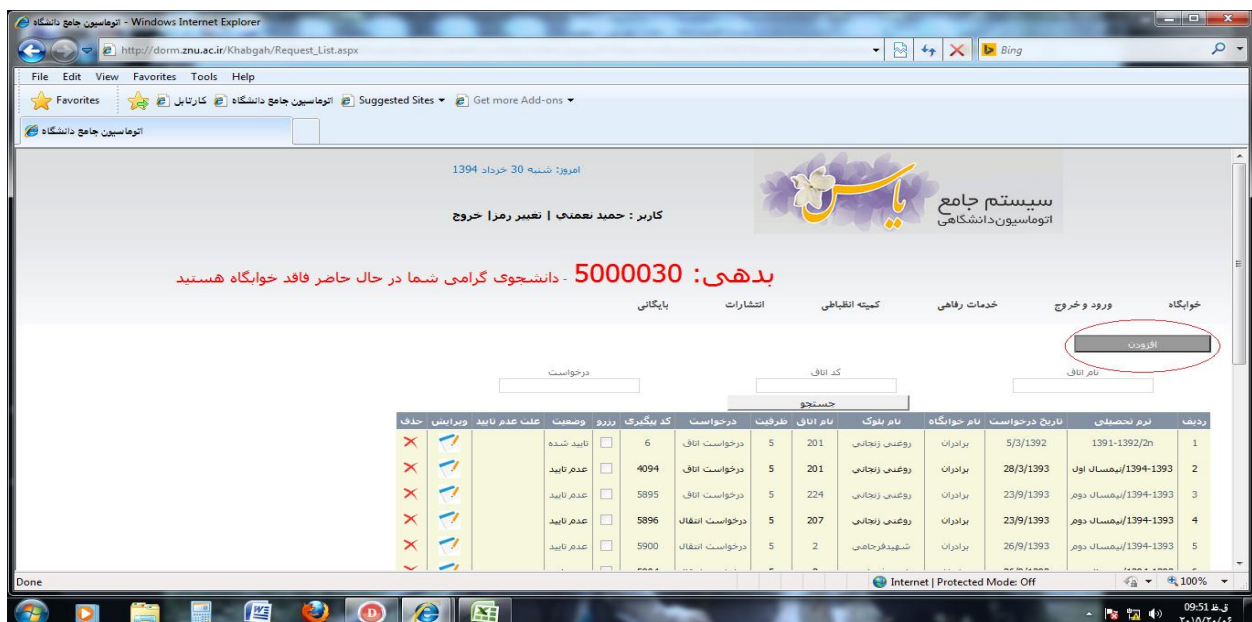 اتوماسیون جامع دانشگاه - Windows Internet Explorer
http://dorm.znu.ac.ir/Khabgah/Request_List.aspx
Bing
File Edit View Favorites Tools Help
Favorites کارتابل اتوماسیون جامع دانشگاه Suggested Sites Get more Add-ons
اتوماسیون جامع دانشگاه
امروز: شنبه 30 خرداد 1394
یاس
سیستم جامع
اتوماسیون دانشگاهی
کاربر : حمید نعمتی | تغییر رمز| خروج
بدهی: 5000030 - دانشجوی گرامی شما در حال حاضر فاقد خوابگاه هستید
خوابگاه ورود و خروج خدمات رفاهی کمیته انظباطی انتشارات بایگانی
افزودن
نام اتاق کد اتاق درخواست
جستجو
ردیف ترم تحصیلی تاریخ درخواست نام خوابگاه نام بلوک نام اتاق ظرفیت درخواست کد پیگیری رزرو وضعیت علت عدم تایید ویرایش حذف
1 1391-1392/2n 5/3/1392 برادران روغنی زنجانی 201 5 درخواست اتاق 6 تایید شده
2 1393-1394/نیمسال اول 28/3/1393 برادران روغنی زنجانی 201 5 درخواست اتاق 4094 عدم تایید
3 1393-1394/نیمسال دوم 23/9/1393 برادران روغنی زنجانی 224 5 درخواست اتاق 5895 عدم تایید
4 1393-1394/نیمسال دوم 23/9/1393 برادران روغنی زنجانی 207 5 درخواست انتقال 5896 عدم تایید
5 1393-1394/نیمسال دوم 26/9/1393 برادران شهیدفرجامی 2 5 درخواست انتقال 5900 عدم تایید
Done Internet | Protected Mode: Off 100%
09:51 ق.ظ
۲۰۱۵/۲۰/۰۶